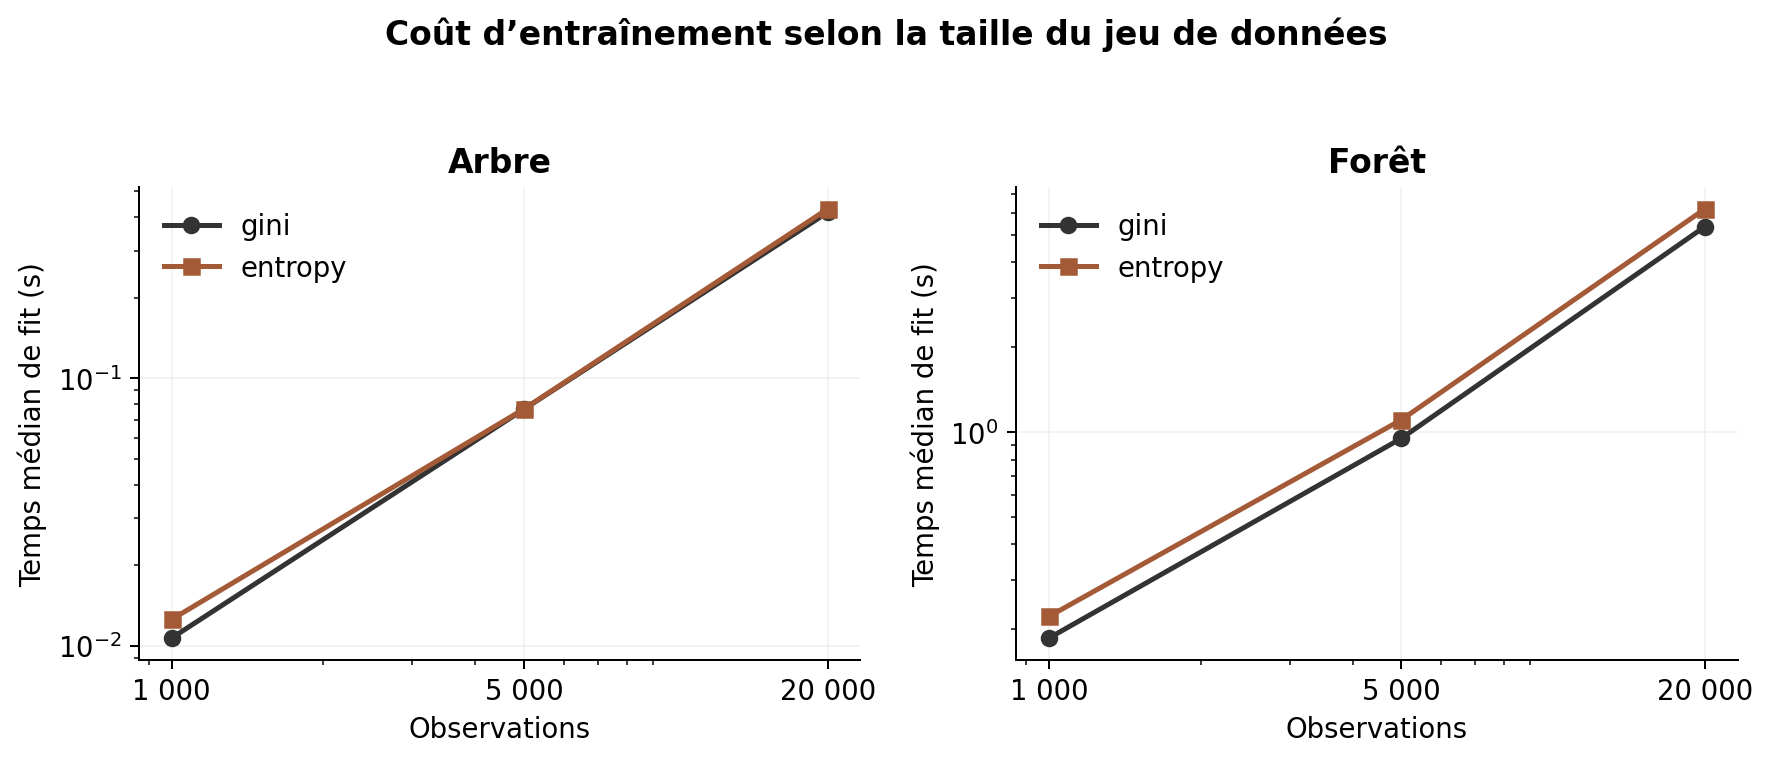 Coût d’entraînement selon la taille du jeu de données
Arbre
gini
entropy
Temps médian de fit (s)
10⁻¹
10⁻²
1 000 5 000 20 000
Observations
Forêt
gini
entropy
Temps médian de fit (s)
10⁰
1 000 5 000 20 000
Observations